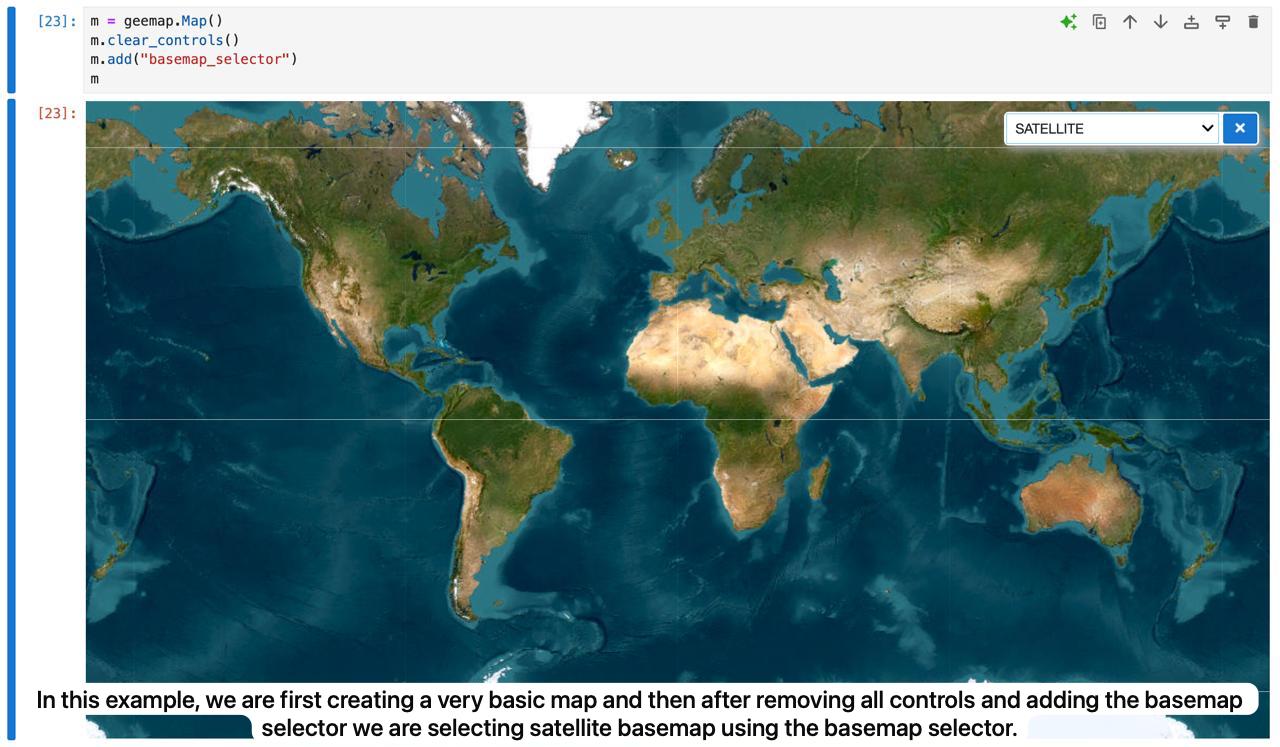 [23]:
m = geemap.Map()
m.clear_controls()
m.add("basemap_selector")
m
[23]:
SATELLITE
In this example, we are first creating a very basic map and then after removing all controls and adding the basemap
selector we are selecting satellite basemap using the basemap selector.